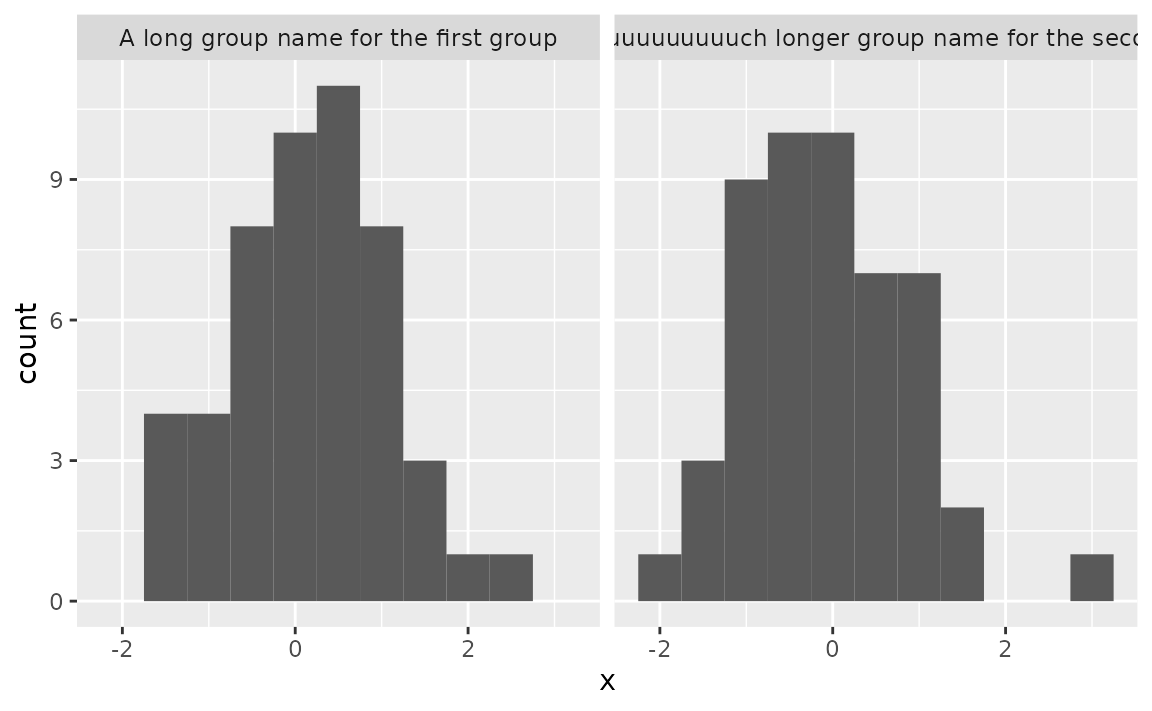 A long group name for the first group
uuuuuuuuuch longer group name for the seco
count
9
6
3
0
-2 0 2
-2 0 2
x